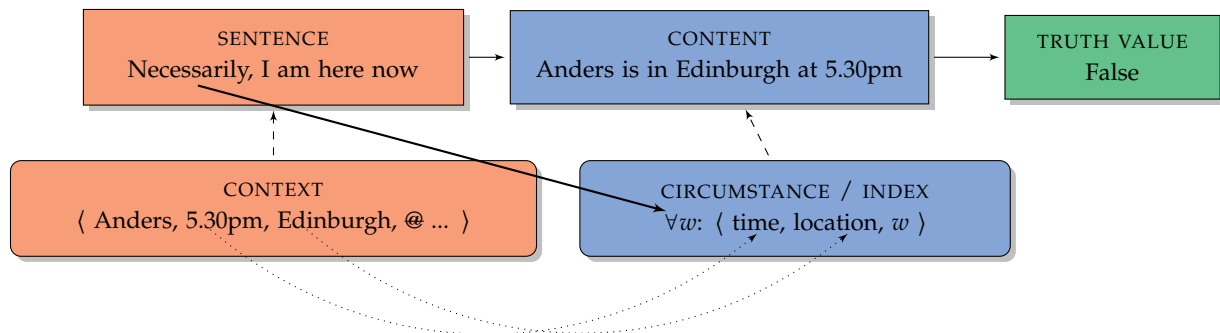 SENTENCE
Necessarily, I am here now
CONTENT
Anders is in Edinburgh at 5.30pm
TRUTH VALUE
False
CONTEXT
⟨ Anders, 5.30pm, Edinburgh, @ ... ⟩
CIRCUMSTANCE / INDEX
∀w: ⟨ time, location, w ⟩